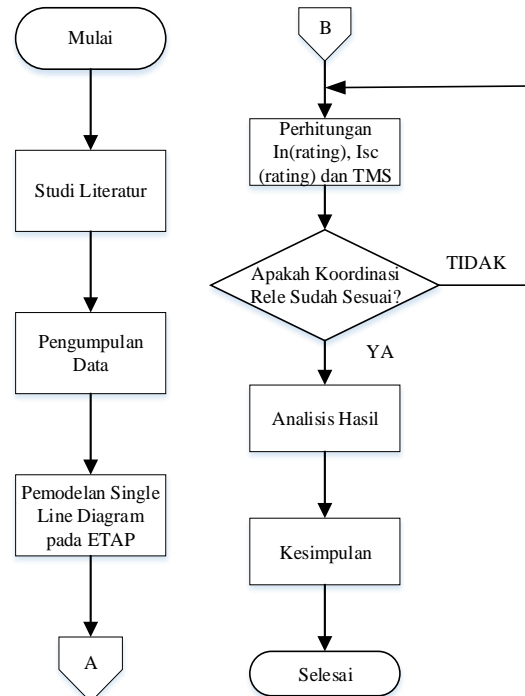 Mulai
Studi Literatur
Pengumpulan
Data
Pemodelan Single
Line Diagram
pada ETAP
A
B
Perhitungan
In(rating), Isc
(rating) dan TMS
Apakah Koordinasi
Rele Sudah Sesuai?
TIDAK
YA
Analisis Hasil
Kesimpulan
Selesai